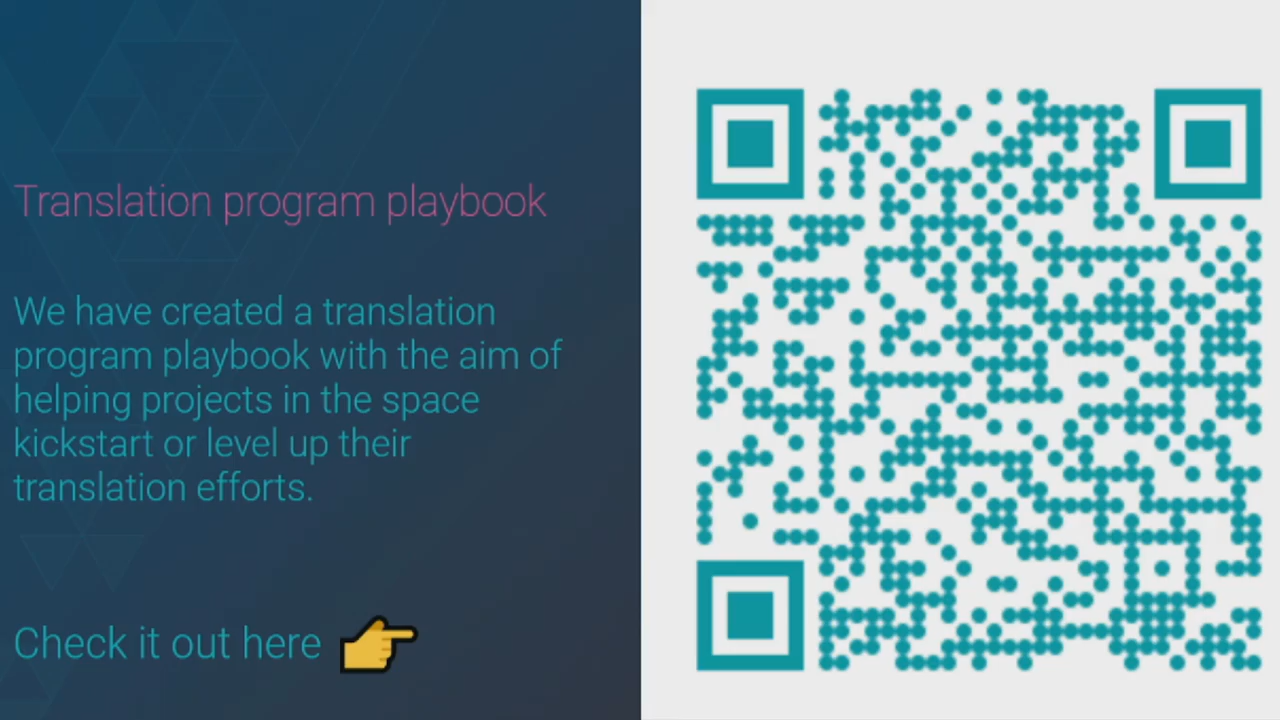 Translation program playbook
We have created a translation
program playbook with the aim of
helping projects in the space
kickstart or level up their
translation efforts.
Check it out here